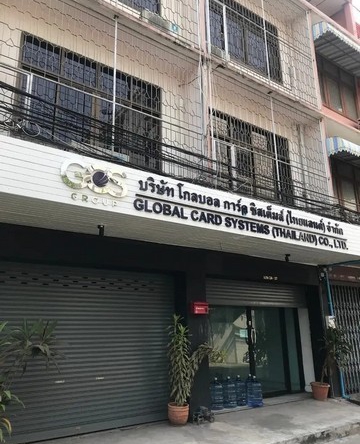 GCS
GROUP
บริษัท โกลบอล การ์ด ซิสเต็มส์ (ไทยแลนด์) จำกัด
GLOBAL CARD SYSTEMS (THAILAND) CO., LTD.